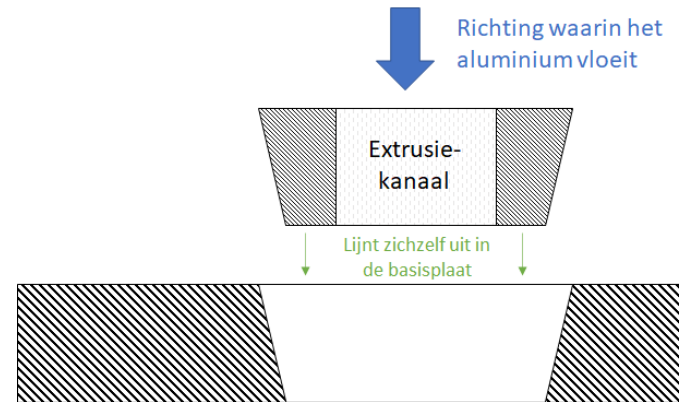 Richting waarin het
aluminium vloeit
Extrusie-
kanaal
Lijnt zichzelf uit in
de basisplaat